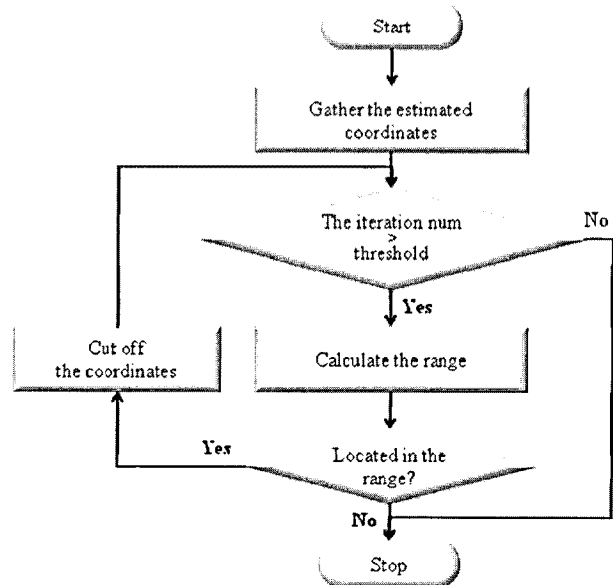 Start
Gather the estimated
coordinates
The iteration num
>
threshold
No
Yes
Cut off
the coordinates
Calculate the range
Yes
Located in the
range?
No
Stop